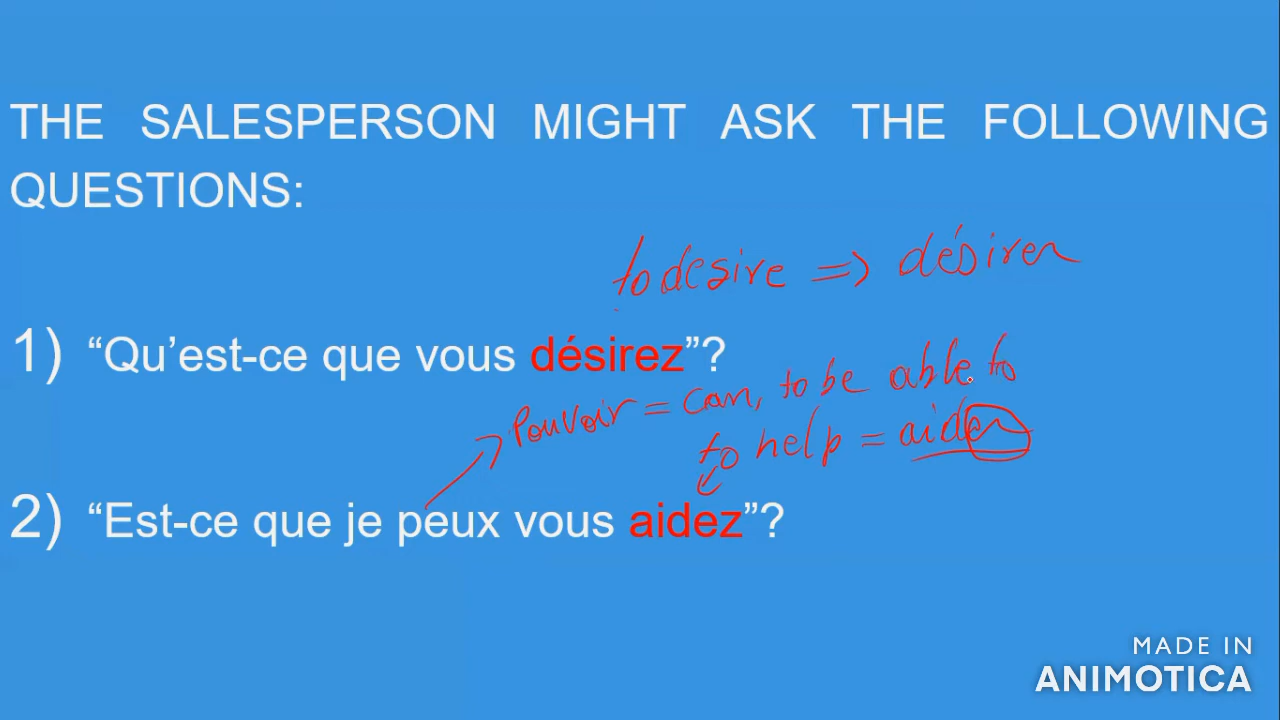 THE SALESPERSON MIGHT ASK THE FOLLOWING
QUESTIONS:
to desire => désirer
1) “Qu’est-ce que vous désirez”?
Pouvoir = can, to be able to
to help = aider
2) “Est-ce que je peux vous aidez”?
MADE IN
ANIMOTICA